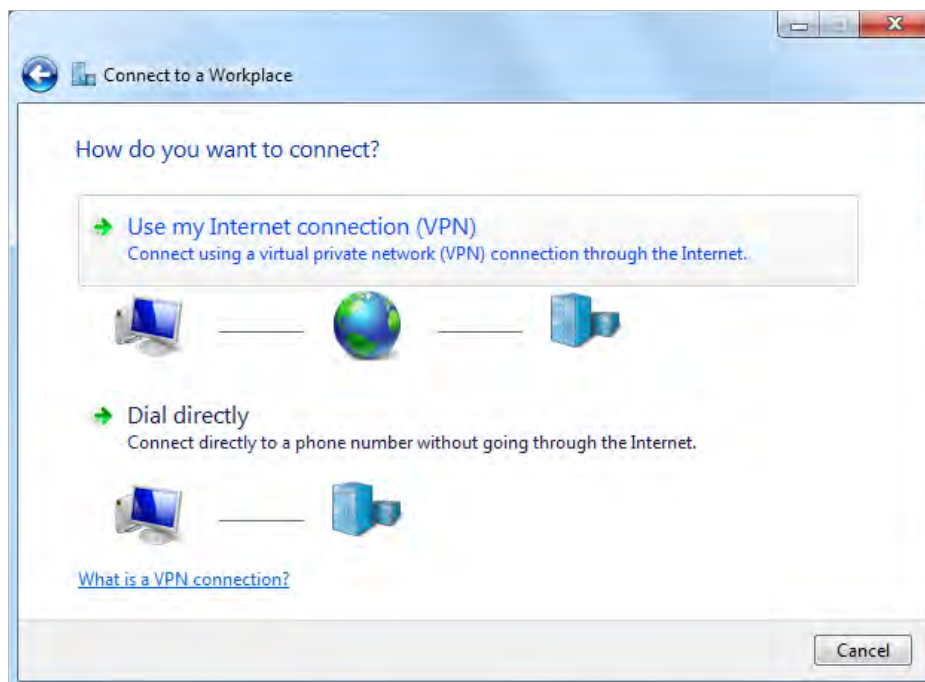 Connect to a Workplace
How do you want to connect?
Use my Internet connection (VPN)
Connect using a virtual private network (VPN) connection through the Internet.
Dial directly
Connect directly to a phone number without going through the Internet.
What is a VPN connection?
Cancel